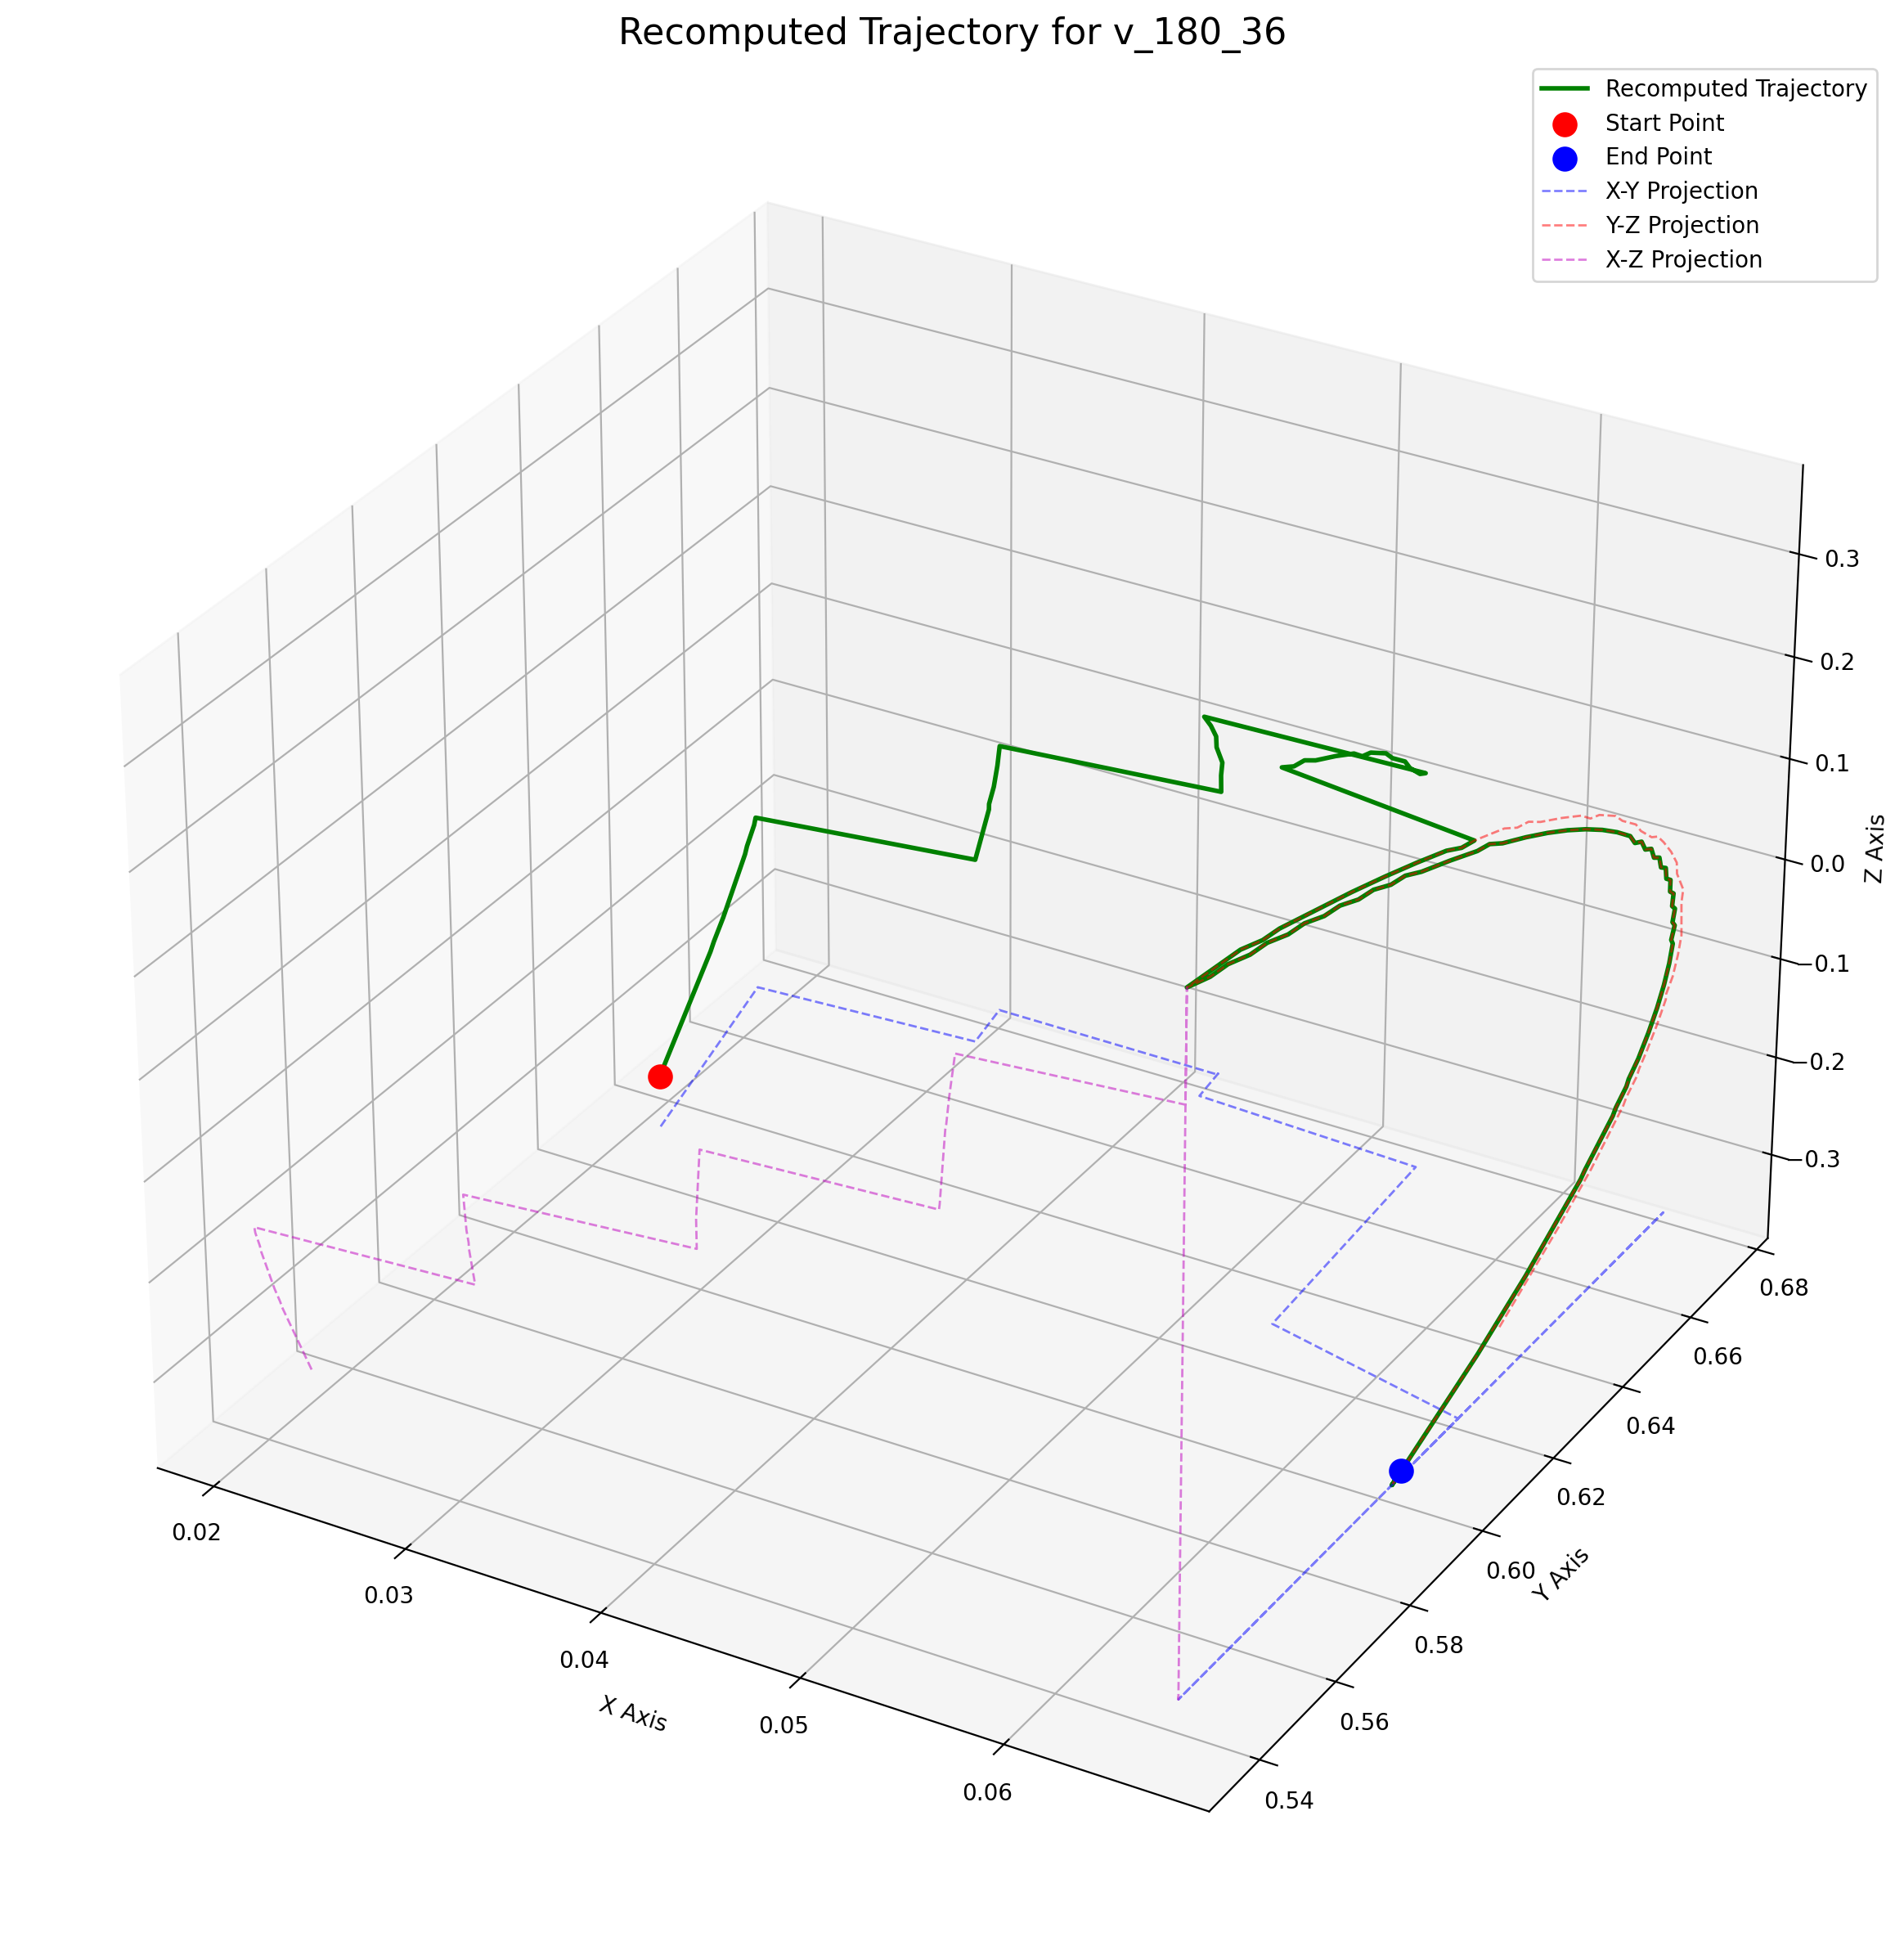 Recomputed Trajectory for v_180_36
Recomputed Trajectory
Start Point
End Point
X-Y Projection
Y-Z Projection
X-Z Projection
0.3
0.2
0.1
0.0
−0.1
−0.2
−0.3
Z Axis
0.68
0.66
0.64
0.62
0.60
0.58
0.56
0.54
Y Axis
0.02
0.03
0.04
0.05
0.06
X Axis